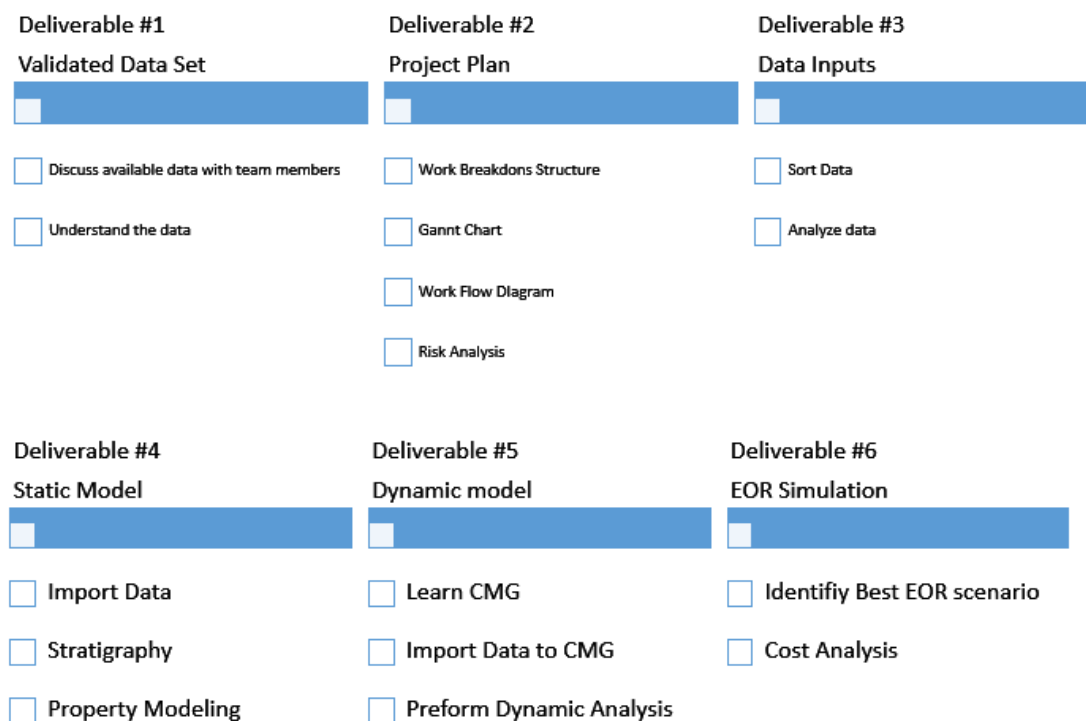 Deliverable #1
Validated Data Set
Discuss available data with team members
Understand the data
Deliverable #2
Project Plan
Work Breakdons Structure
Gannt Chart
Work Flow DIagram
Risk Analysis
Deliverable #3
Data Inputs
Sort Data
Analyze data
Deliverable #4
Static Model
Import Data
Stratigraphy
Property Modeling
Deliverable #5
Dynamic model
Learn CMG
Import Data to CMG
Preform Dynamic Analysis
Deliverable #6
EOR Simulation
Identifiy Best EOR scenario
Cost Analysis